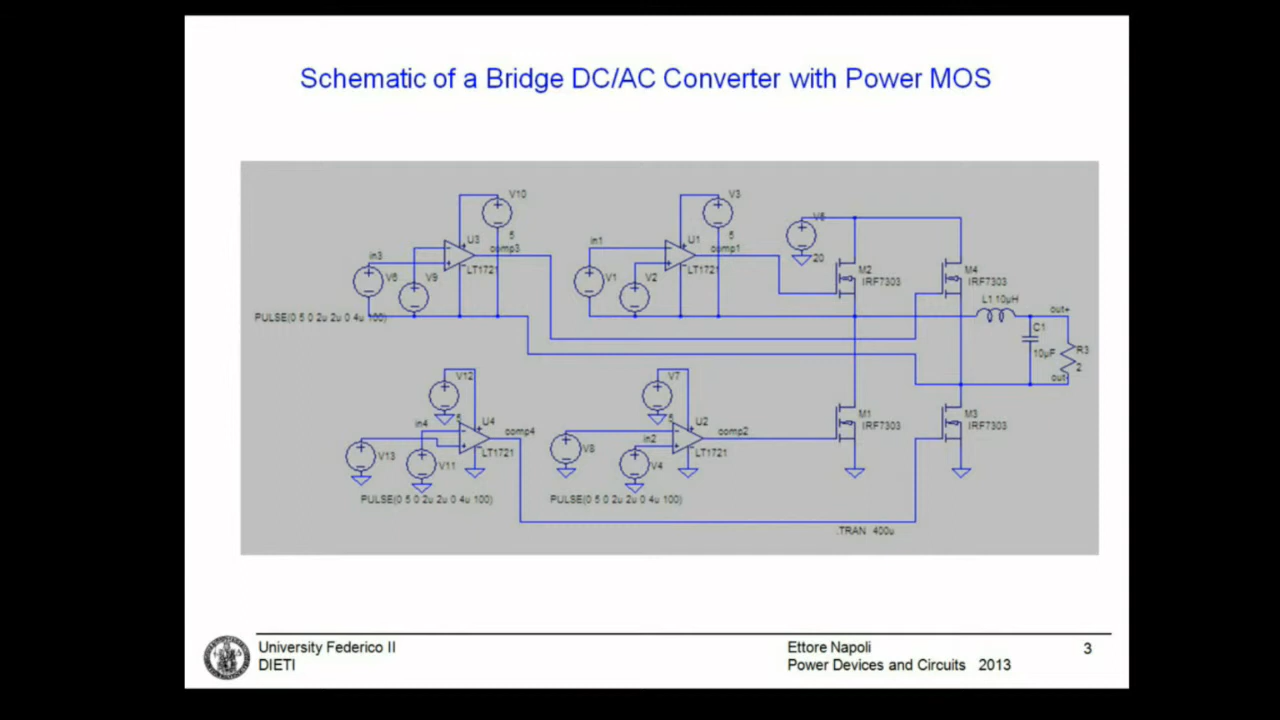 Schematic of a Bridge DC/AC Converter with Power MOS
V10
V3
V5
U3
5
U1
5
in3
comp3
in1
comp1
20
M2
M4
V6
V9
LT1721
V1
V2
LT1721
IRF7303
IRF7303
L1 10µH
out+
PULSE(0 5 0 2u 2u 0 4u 100)
C1
10µF
R3
2
out-
V12
V7
5
5
in4
U4
comp4
in2
U2
comp2
M1
M3
IRF7303
IRF7303
V13
V11
LT1721
V8
V4
LT1721
PULSE(0 5 0 2u 2u 0 4u 100)
PULSE(0 5 0 2u 2u 0 4u 100)
.TRAN 400u
University Federico II
DIETI
Ettore Napoli
Power Devices and Circuits 2013
3